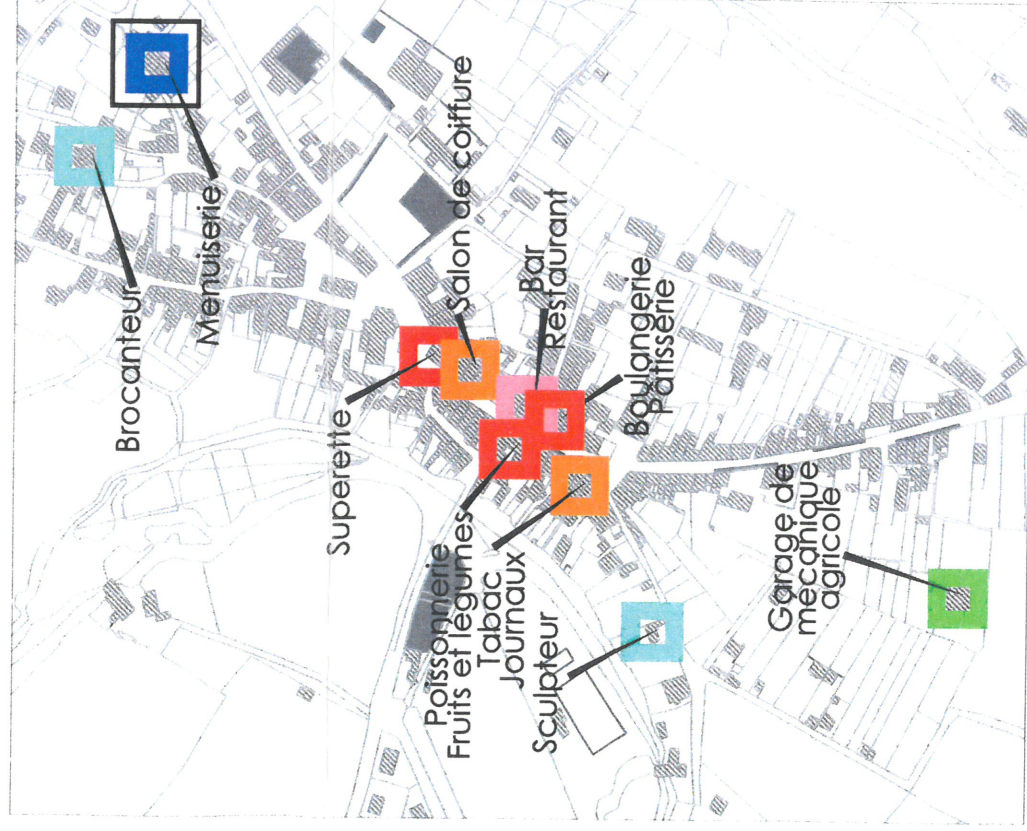 Brocanteur
Menuiserie
Superette
Salon de coiffure
Bar
Restaurant
Boulangerie
Patisserie
Poissonnerie
Fruits et légumes
Tabac
Journaux
Sculpteur
Garage de
mécanique
agricole